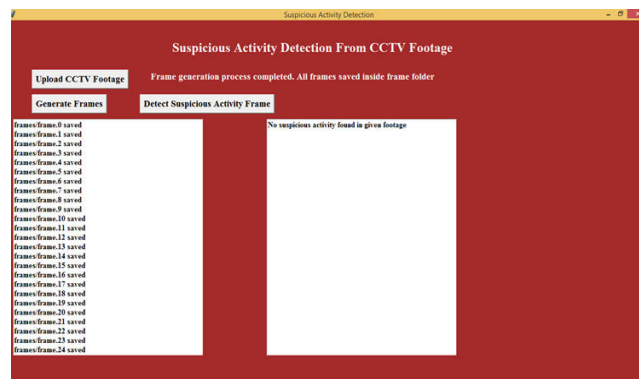 Suspicious Activity Detection
Suspicious Activity Detection From CCTV Footage
Upload CCTV Footage
Frame generation process completed. All frames saved inside frame folder
Generate Frames
Detect Suspicious Activity Frame
frames/frame.0 saved
frames/frame.1 saved
frames/frame.2 saved
frames/frame.3 saved
frames/frame.4 saved
frames/frame.5 saved
frames/frame.6 saved
frames/frame.7 saved
frames/frame.8 saved
frames/frame.9 saved
frames/frame.10 saved
frames/frame.11 saved
frames/frame.12 saved
frames/frame.13 saved
frames/frame.14 saved
frames/frame.15 saved
frames/frame.16 saved
frames/frame.17 saved
frames/frame.18 saved
frames/frame.19 saved
frames/frame.20 saved
frames/frame.21 saved
frames/frame.22 saved
frames/frame.23 saved
frames/frame.24 saved
No suspicious activity found in given footage